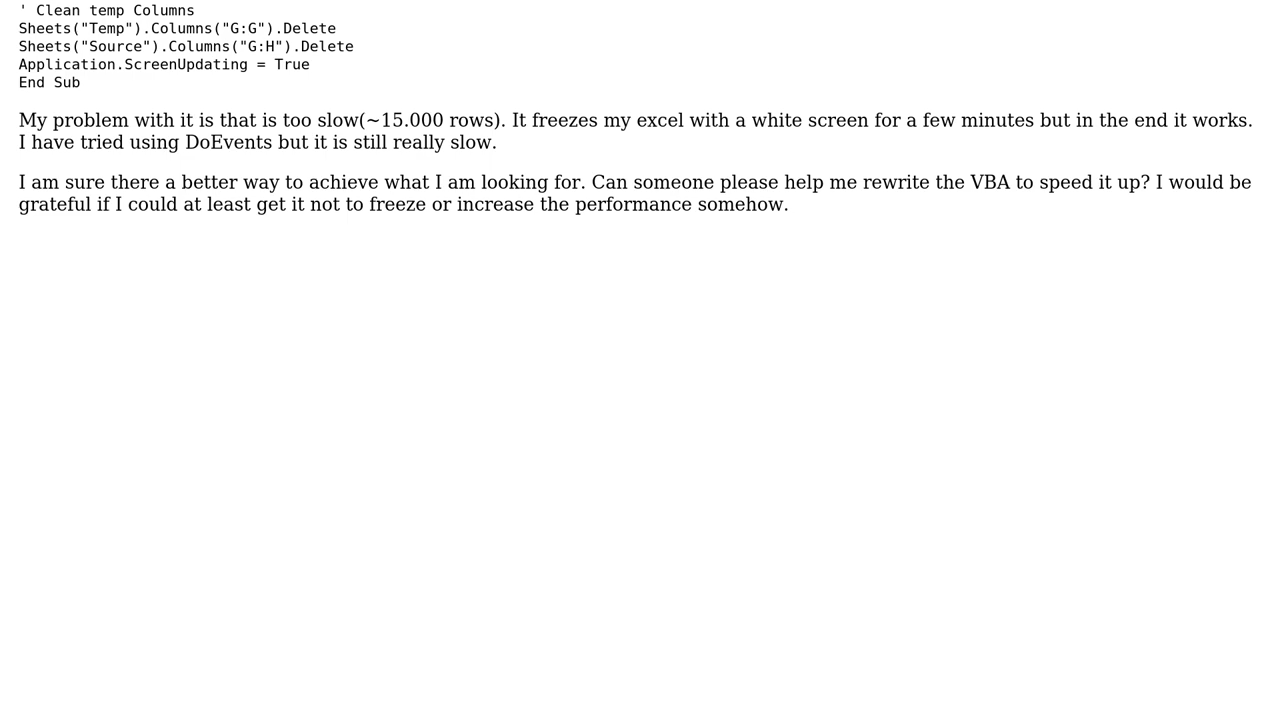 ' Clean temp Columns
Sheets("Temp").Columns("G:G").Delete
Sheets("Source").Columns("G:H").Delete
Application.ScreenUpdating = True
End Sub
My problem with it is that is too slow(~15.000 rows). It freezes my excel with a white screen for a few minutes but in the end it works.
I have tried using DoEvents but it is still really slow.
I am sure there a better way to achieve what I am looking for. Can someone please help me rewrite the VBA to speed it up? I would be
grateful if I could at least get it not to freeze or increase the performance somehow.